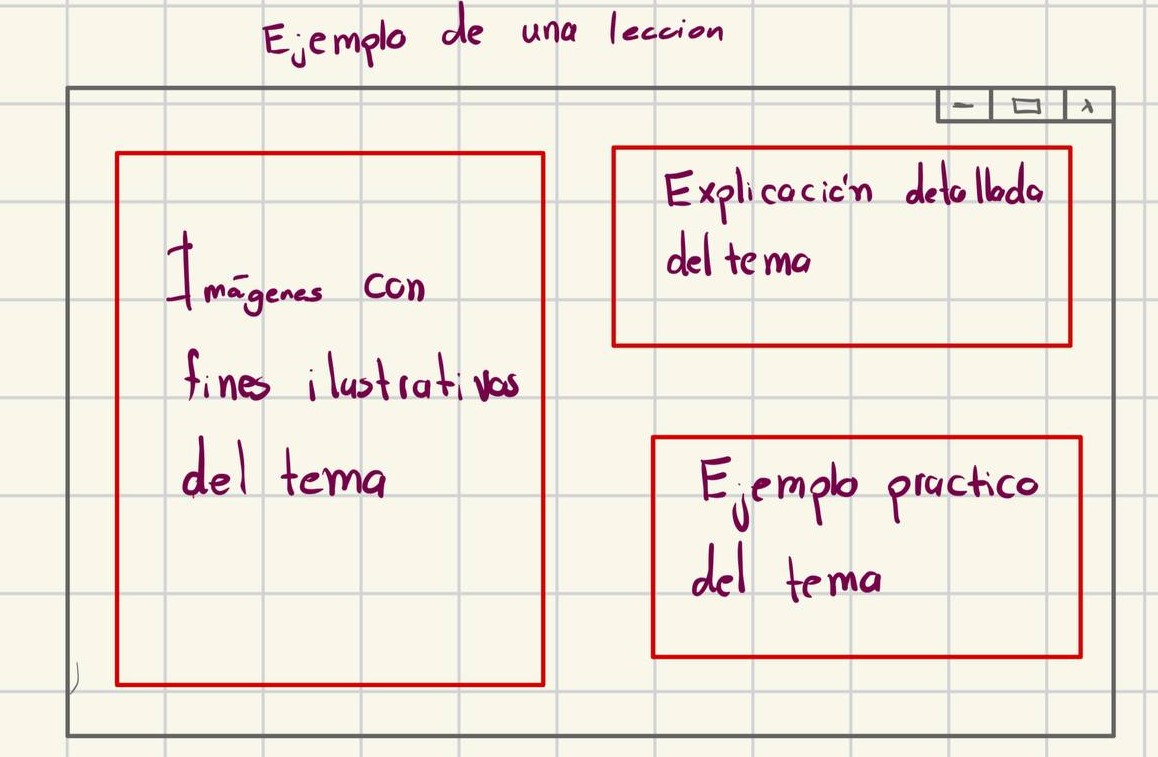 Ejemplo de una leccion
Imágenes con
fines ilustrativos
del tema
Explicación detallada
del tema
Ejemplo practico
del tema